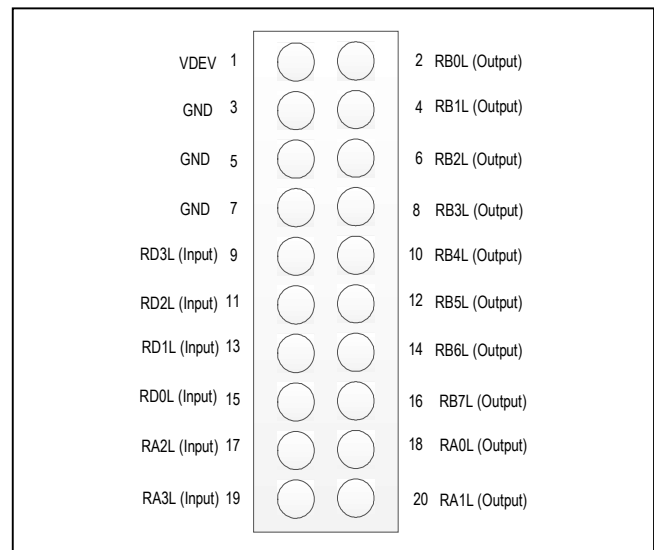 VDEV 1 2 RB0L (Output)
GND 3 4 RB1L (Output)
GND 5 6 RB2L (Output)
GND 7 8 RB3L (Output)
RD3L (Input) 9 10 RB4L (Output)
RD2L (Input) 11 12 RB5L (Output)
RD1L (Input) 13 14 RB6L (Output)
RD0L (Input) 15 16 RB7L (Output)
RA2L (Input) 17 18 RA0L (Output)
RA3L (Input) 19 20 RA1L (Output)